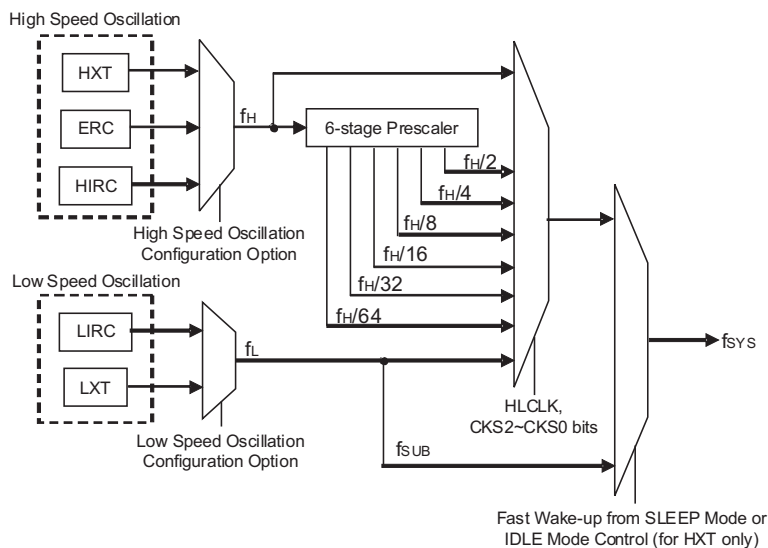 High Speed Oscillation
HXT
ERC
HIRC
fH
6-stage Prescaler
fH/2
fH/4
fH/8
fH/16
fH/32
fH/64
High Speed Oscillation
Configuration Option
Low Speed Oscillation
LIRC
LXT
fL
Low Speed Oscillation
Configuration Option
fSUB
HLCLK,
CKS2~CKS0 bits
fSYS
Fast Wake-up from SLEEP Mode or
IDLE Mode Control (for HXT only)